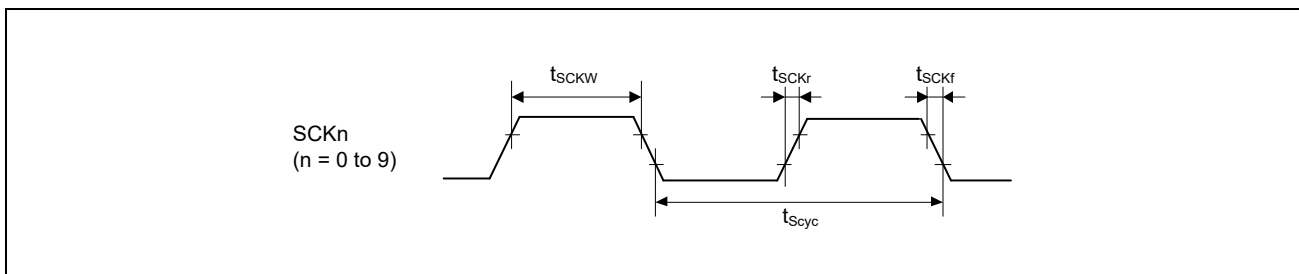 tSCKW
tSCKr
tSCKf
SCKn
(n = 0 to 9)
tScyc